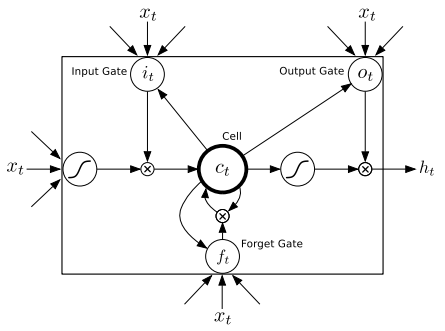 x_t x_t
Input Gate i_t Output Gate o_t
Cell
x_t c_t h_t
f_t Forget Gate
x_t